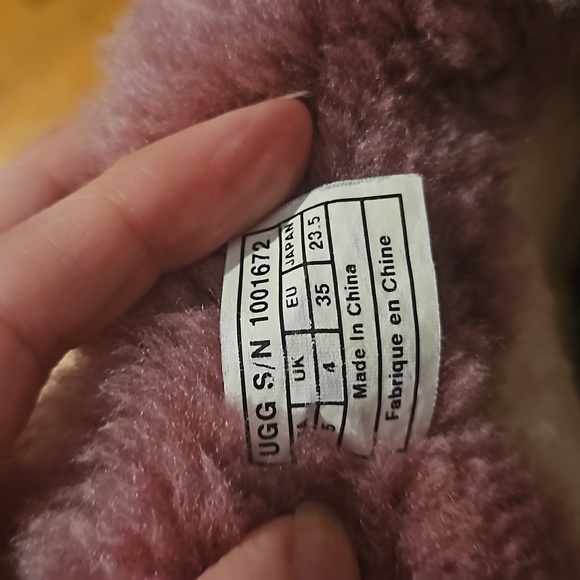 UGG S/N 1001672
UK EU JAPAN
5 4 35 23.5
Made In China
Fabrique en Chine